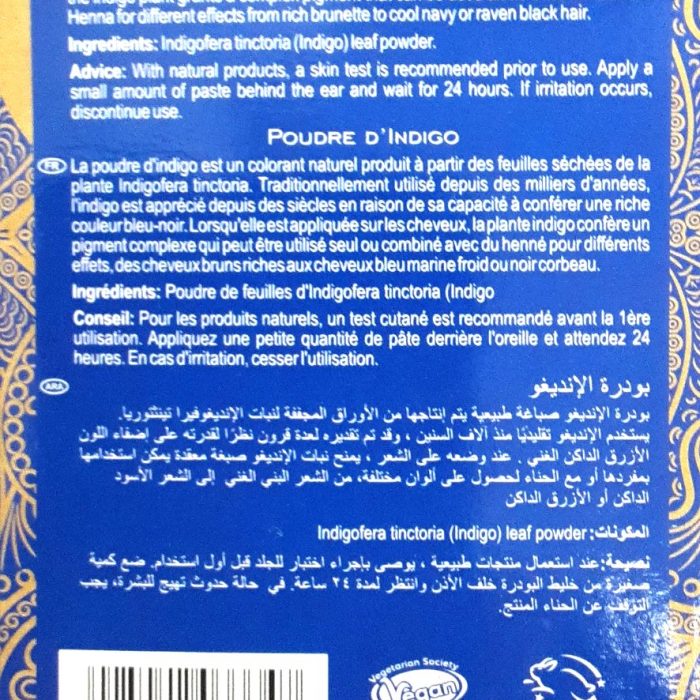 Henna for different effects from rich brunette to cool navy or raven black hair.
Ingredients: Indigofera tinctoria (Indigo) leaf powder.
Advice: With natural products, a skin test is recommended prior to use. Apply a
small amount of paste behind the ear and wait for 24 hours. If irritation occurs,
discontinue use.
POUDRE D'INDIGO
FR La poudre d'indigo est un colorant naturel produit à partir des feuilles séchées de la
plante Indigofera tinctoria. Traditionnellement utilisé depuis des milliers d'années,
l'indigo est apprécié depuis des siècles en raison de sa capacité à conférer une riche
couleur bleu-noir. Lorsqu'elle est appliquée sur les cheveux, la plante indigo confère un
pigment complexe qui peut être utilisé seul ou combiné avec du henné pour différents
effets, des cheveux bruns riches aux cheveux bleu marine froid ou noir corbeau.
Ingrédients: Poudre de feuilles d'Indigofera tinctoria (Indigo
Conseil: Pour les produits naturels, un test cutané est recommandé avant la 1ère
utilisation. Appliquez une petite quantité de pâte derrière l'oreille et attendez 24
heures. En cas d'irritation, cesser l'utilisation.
ARA بودرة الإنديغو
بودرة الإنديغو صباغة طبيعية يتم إنتاجها من الأوراق المجففة لنبات الإنديغوفيرا تينتثوريا.
يستخدم الإنديغو تقليديًا منذ آلاف السنين ، وقد تم تقديره لعدة قرون نظرًا لقدرته على إضفاء اللون
الأزرق الداكن الغني . عند وضعه على الشعر ، يمنح نبات الإنديغو صبغة معقدة يمكن استخدامها
بمفردها أو مع الحناء لحصول على ألوان مختلفة، من الشعر البني الغني إلى الشعر الأسود
الداكن أو الأزرق الداكن
المكونات: Indigofera tinctoria (Indigo) leaf powder
نصيحة: عند استعمال منتجات طبيعية ، يوصى بإجراء اختبار للجلد قبل أول استخدام. ضع كمية
صغيرة من خليط البودرة خلف الأذن وانتظر لمدة ٢٤ ساعة. في حالة حدوث تهيج للبشرة، يجب
التوقف عن الحناء المنتج.
Vegetarian Society
Vegan